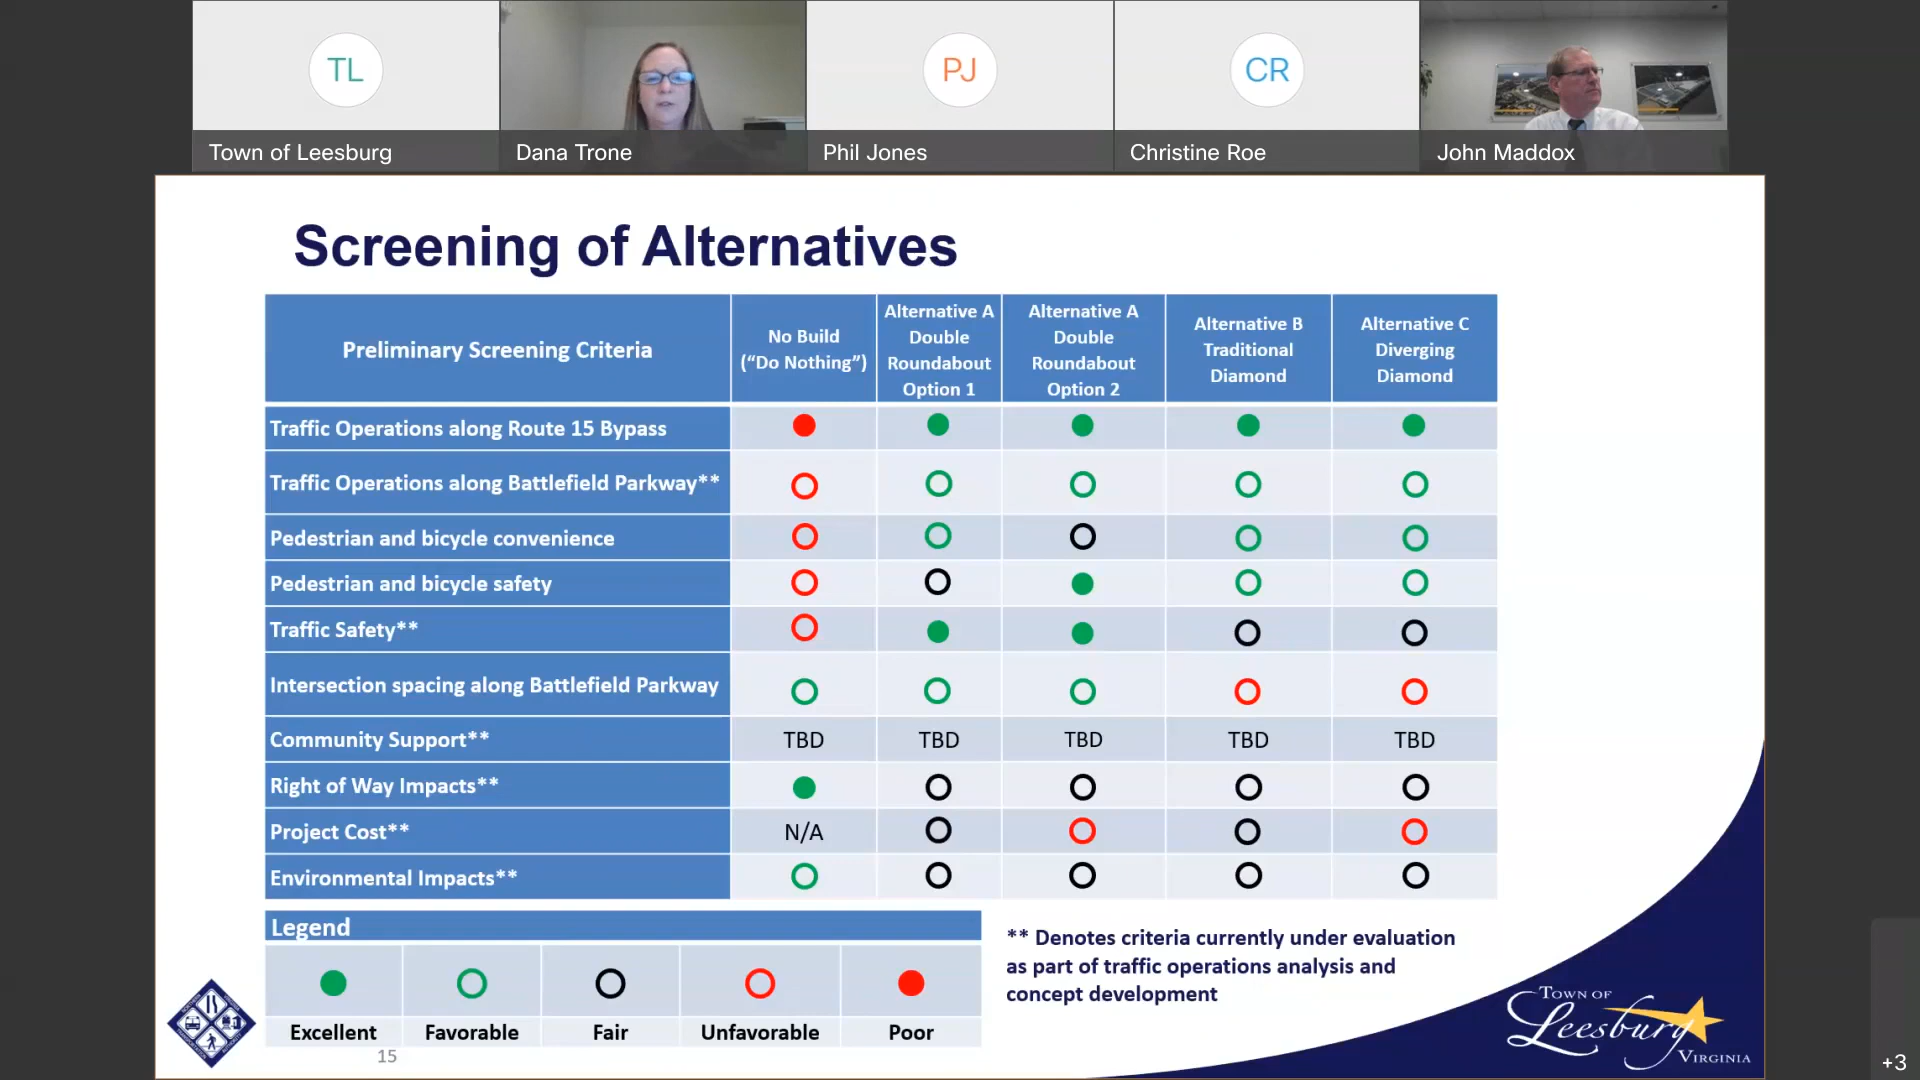 TL
PJ
CR
Town of Leesburg
Dana Trone
Phil Jones
Christine Roe
John Maddox
Screening of Alternatives
Preliminary Screening Criteria
No Build
(“Do Nothing”)
Alternative A
Double
Roundabout
Option 1
Alternative A
Double
Roundabout
Option 2
Alternative B
Traditional
Diamond
Alternative C
Diverging
Diamond
Traffic Operations along Route 15 Bypass
Traffic Operations along Battlefield Parkway**
Pedestrian and bicycle convenience
Pedestrian and bicycle safety
Traffic Safety**
Intersection spacing along Battlefield Parkway
Community Support** TBD TBD TBD TBD TBD
Right of Way Impacts**
Project Cost** N/A
Environmental Impacts**
Legend
Excellent Favorable Fair Unfavorable Poor
** Denotes criteria currently under evaluation
as part of traffic operations analysis and
concept development
15
TOWN OF
Leesburg
VIRGINIA
+3